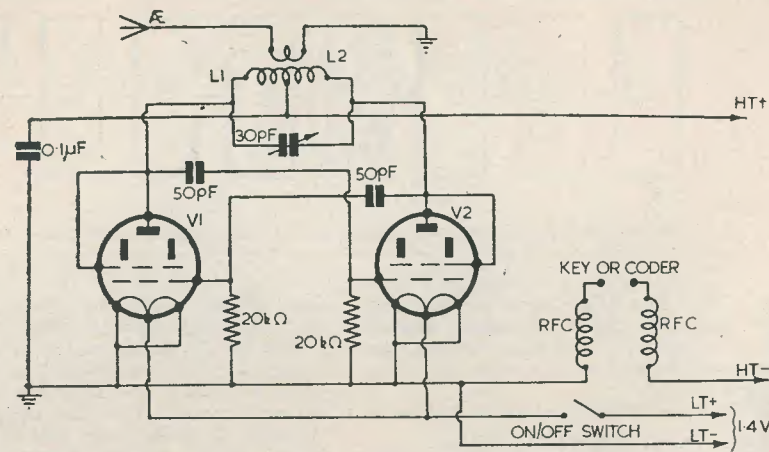 Æ
L1
L2
HT+
30pF
0.1µF
50pF
50pF
V1
V2
KEY OR CODER
RFC
RFC
20kΩ
20kΩ
HT-
LT+
1.4V
ON/OFF SWITCH
LT-